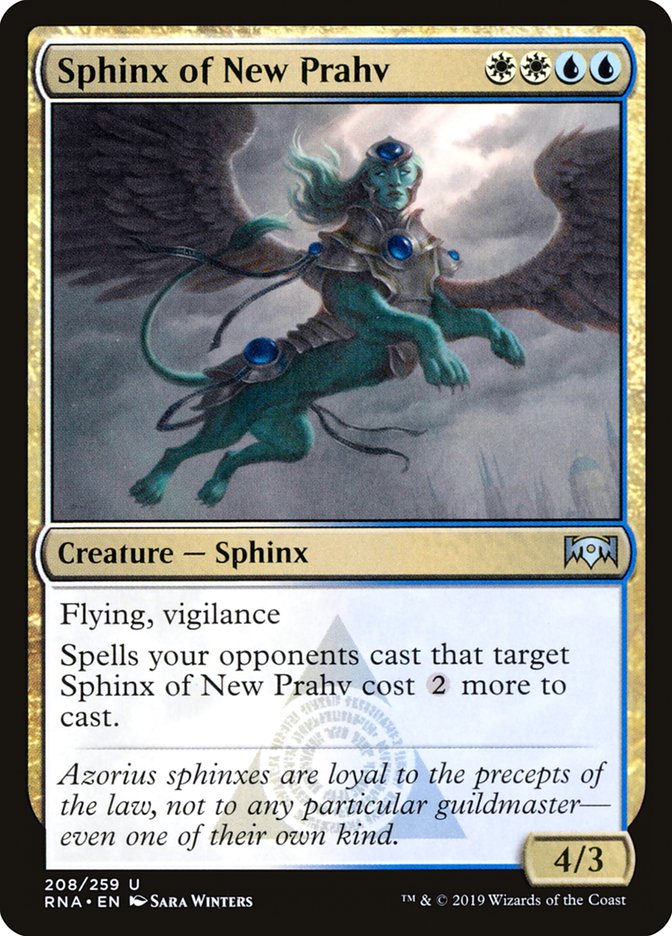 Sphinx of New Prahv
Creature — Sphinx
Flying, vigilance
Spells your opponents cast that target
Sphinx of New Prahv cost 2 more to
cast.
Azorius sphinxes are loyal to the precepts of
the law, not to any particular guildmaster—
even one of their own kind.
4/3
208/259 U
RNA • EN Sara Winters
™ & © 2019 Wizards of the Coast